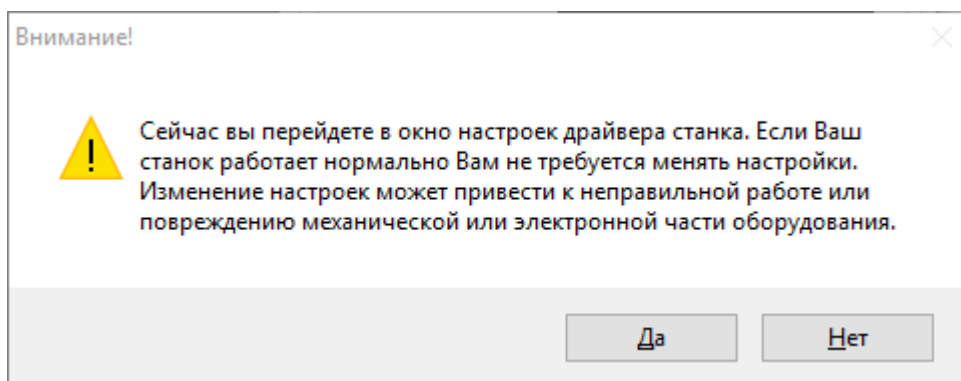 Внимание!
Сейчас вы перейдете в окно настроек драйвера станка. Если Ваш
станок работает нормально Вам не требуется менять настройки.
Изменение настроек может привести к неправильной работе или
повреждению механической или электронной части оборудования.
Да
Нет